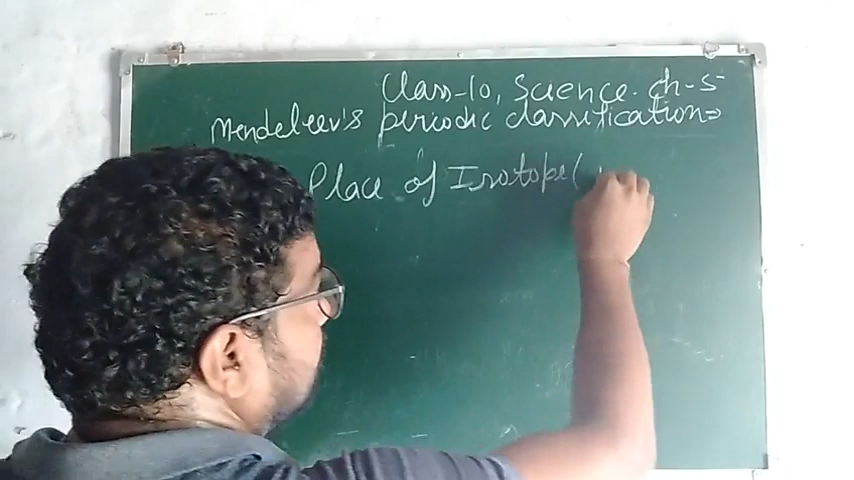 Class-10, Science. ch-5
Mendeleev's periodic classification
Place of Isotope(